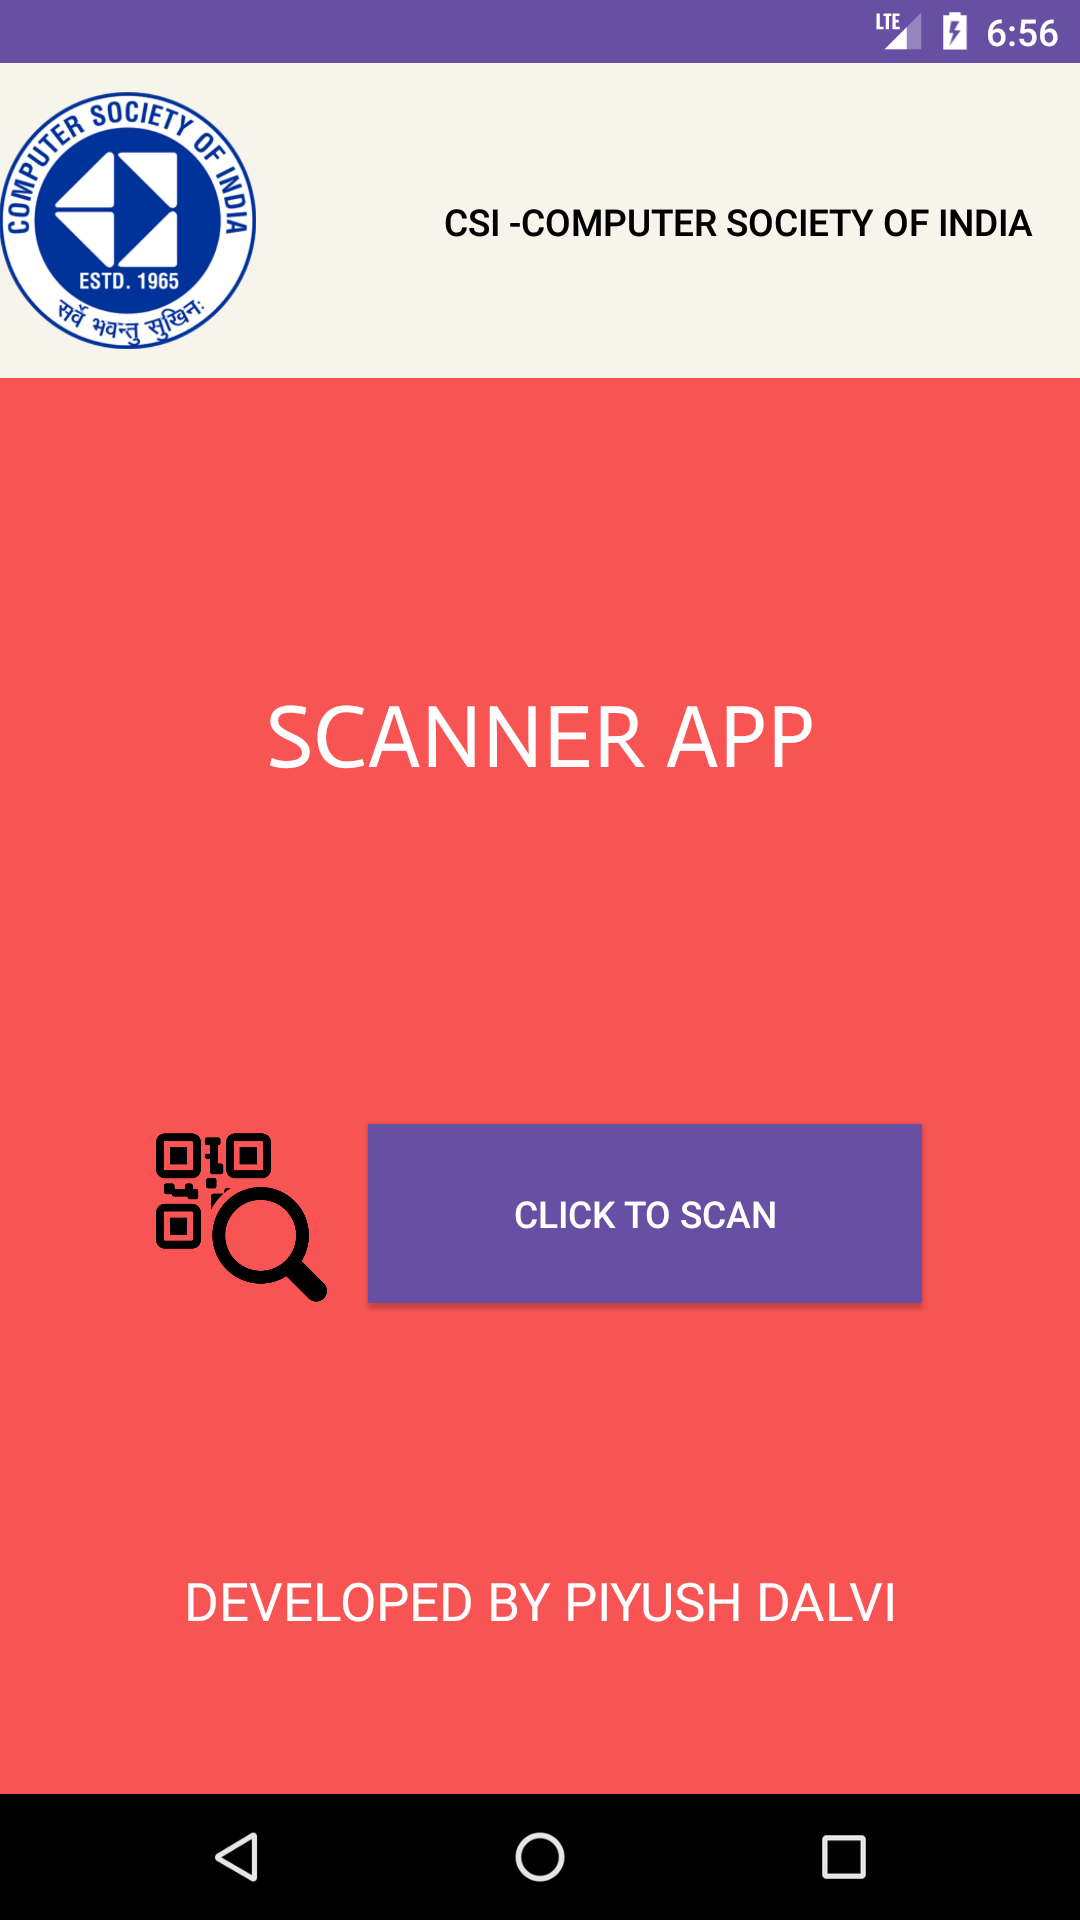 LTE 6:56
COMPUTER SOCIETY OF INDIA
ESTD. 1965
सर्वे भवन्तु सुखिनः
CSI -COMPUTER SOCIETY OF INDIA
SCANNER APP
CLICK TO SCAN
DEVELOPED BY PIYUSH DALVI